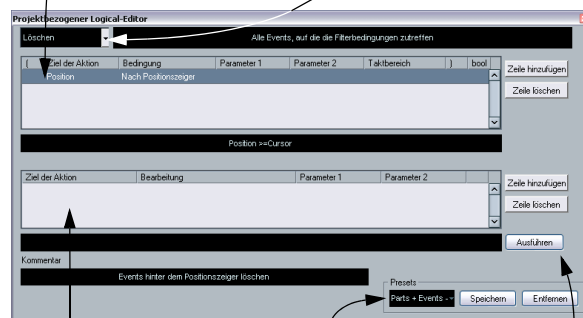 Projektbezogener Logical-Editor
Löschen
Alle Events, auf die die Filterbedingungen zutreffen
( Ziel der Aktion Bedingung Parameter 1 Parameter 2 Taktbereich ) bool
Position Nach Positionszeiger
Zeile hinzufügen
Zeile löschen
Position >=Cursor
Ziel der Aktion Bearbeitung Parameter 1 Parameter 2
Zeile hinzufügen
Zeile löschen
Ausführen
Kommentar
Events hinter dem Positionszeiger löschen
Presets
Parts + Events -
Speichern
Entfernen